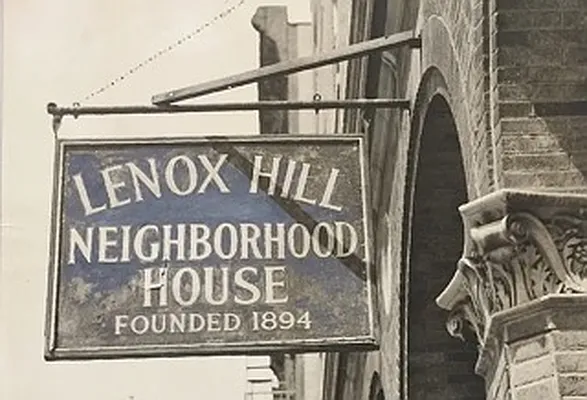 LENOX HILL
NEIGHBORHOOD
HOUSE
FOUNDED 1894